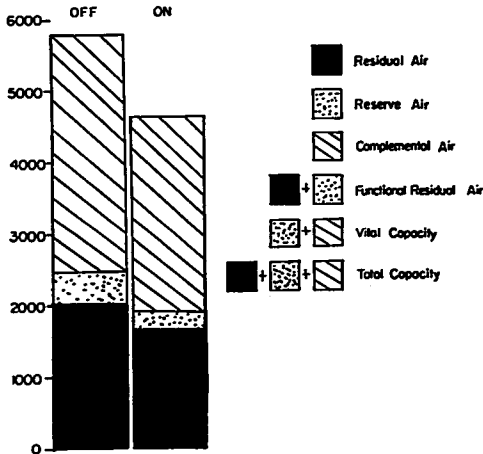 OFF ON
6000
5000
4000
3000
2000
1000
0
Residual Air
Reserve Air
Complemental Air
+ Functional Residual Air
+ Vital Capacity
+ + Total Capacity